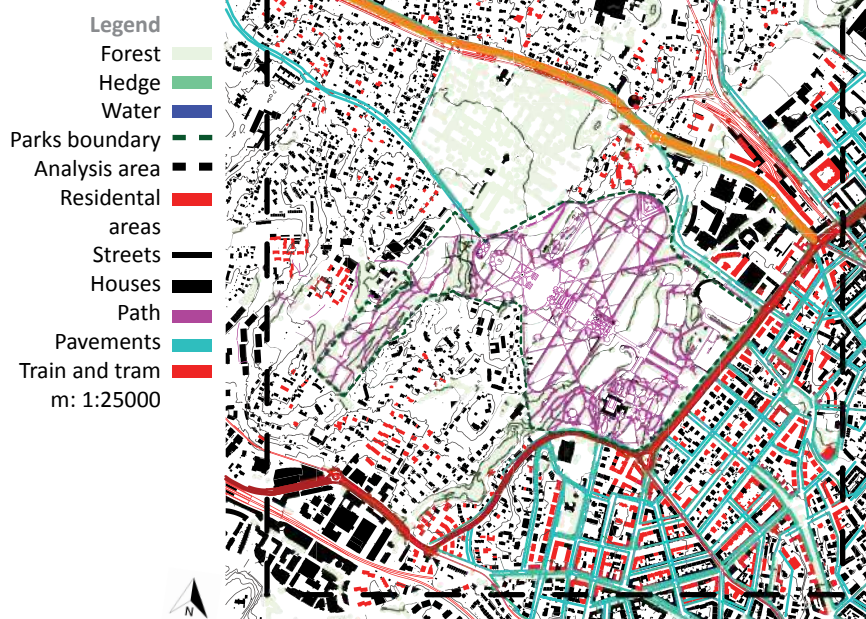 Legend
Forest
Hedge
Water
Parks boundary
Analysis area
Residental
areas
Streets
Houses
Path
Pavements
Train and tram
m: 1:25000
N